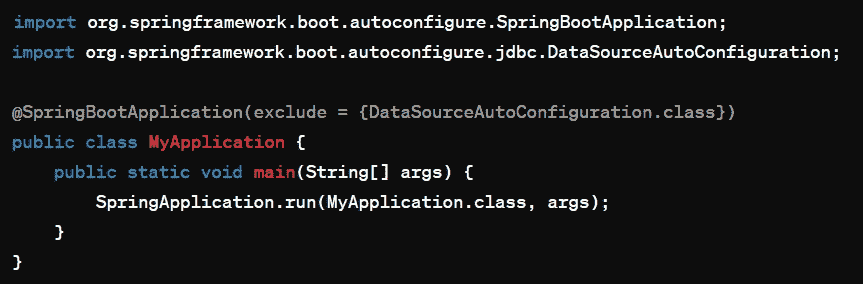 import org.springframework.boot.autoconfigure.SpringBootApplication;
import org.springframework.boot.autoconfigure.jdbc.DataSourceAutoConfiguration;

@SpringBootApplication(exclude = {DataSourceAutoConfiguration.class})
public class MyApplication {
    public static void main(String[] args) {
        SpringApplication.run(MyApplication.class, args);
    }
}